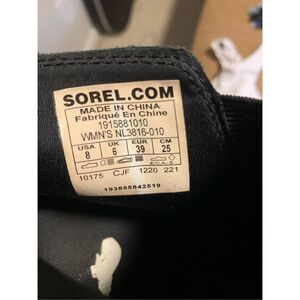 SOREL.COM
MADE IN CHINA
Fabriqué En Chine
1915881010
WMN'S NL3816-010
USA UK EUR CM
8 6 39 25
ECA-S
10175 CJF 1220 221
193855842519